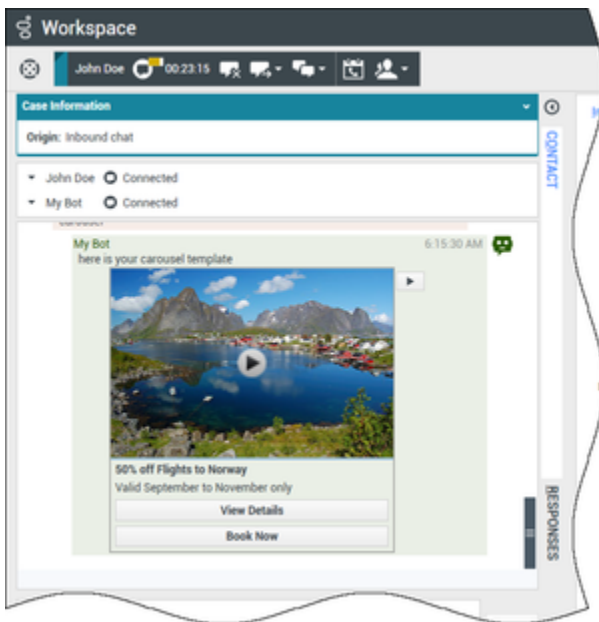 Workspace
John Doe 00:23:15
Case Information
Origin: Inbound chat
CONTACT
John Doe Connected
My Bot Connected
carousel
My Bot 6:15:30 AM
here is your carousel template
50% off Flights to Norway
Valid September to November only
View Details
Book Now
RESPONSES